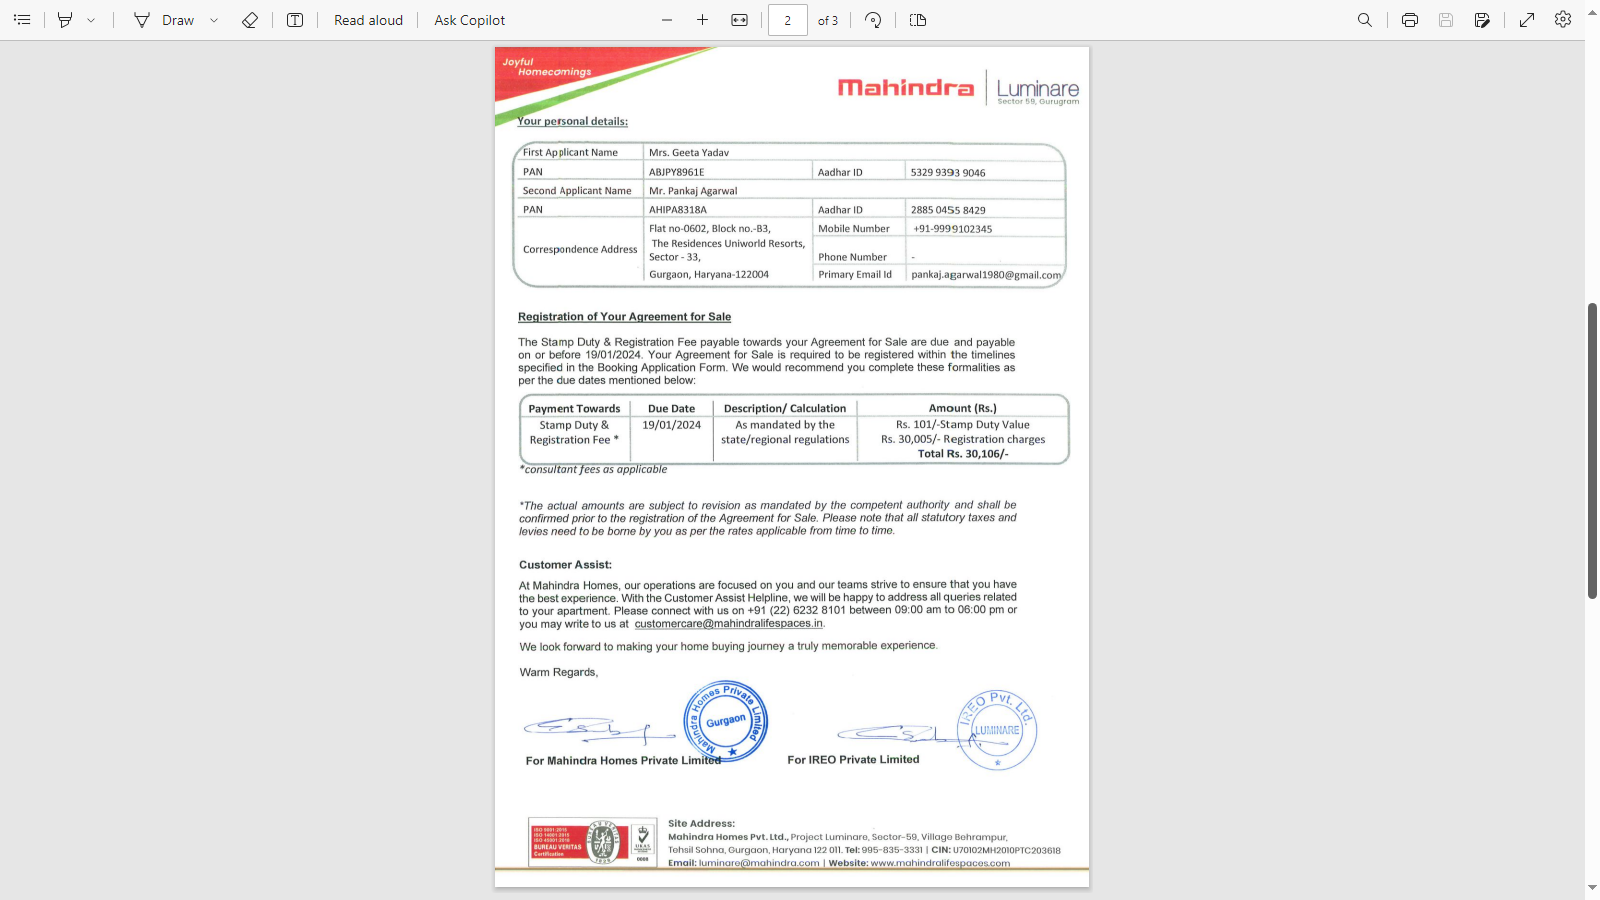 Draw
Read aloud
Ask Copilot
2
of 3
Joyful
Homecomings
Mahindra
Luminare
Sector 59, Gurugram
Your personal details:
First Applicant Name Mrs. Geeta Yadav
PAN ABJPY8961E Aadhar ID 5329 9393 9046
Second Applicant Name Mr. Pankaj Agarwal
PAN AHIPA8318A Aadhar ID 2885 0455 8429
Correspondence Address
Flat no-0602, Block no.-B3,
The Residences Uniworld Resorts,
Sector - 33,
Gurgaon, Haryana-122004
Mobile Number +91-9999102345
Phone Number -
Primary Email Id pankaj.agarwal1980@gmail.com
Registration of Your Agreement for Sale
The Stamp Duty & Registration Fee payable towards your Agreement for Sale are due and payable
on or before 19/01/2024. Your Agreement for Sale is required to be registered within the timelines
specified in the Booking Application Form. We would recommend you complete these formalities as
per the due dates mentioned below:
Payment Towards Due Date Description/ Calculation Amount (Rs.)
Stamp Duty & 19/01/2024 As mandated by the Rs. 101/-Stamp Duty Value
Registration Fee * state/regional regulations Rs. 30,005/- Registration charges
Total Rs. 30,106/-
*consultant fees as applicable
*The actual amounts are subject to revision as mandated by the competent authority and shall be
confirmed prior to the registration of the Agreement for Sale. Please note that all statutory taxes and
levies need to be borne by you as per the rates applicable from time to time.
Customer Assist:
At Mahindra Homes, our operations are focused on you and our teams strive to ensure that you have
the best experience. With the Customer Assist Helpline, we will be happy to address all queries related
to your apartment. Please connect with us on +91 (22) 6232 8101 between 09:00 am to 06:00 pm or
you may write to us at customercare@mahindralifespaces.in.
We look forward to making your home buying journey a truly memorable experience.
Warm Regards,
Mahindra Homes Private Limited
Gurgaon
IREO Pvt. Ltd.
LUMINARE
For Mahindra Homes Private Limited
For IREO Private Limited
ISO 9001:2015
ISO 14001:2015
ISO 45001:2018
BUREAU VERITAS
Certification
UKAS
0008
Site Address:
Mahindra Homes Pvt. Ltd., Project Luminare, Sector-59, Village Behrampur,
Tehsil Sohna, Gurgaon, Haryana 122 011. Tel: 995-835-3331 | CIN: U70102MH2010PTC203618
Email: luminare@mahindra.com | Website: www.mahindralifespaces.com